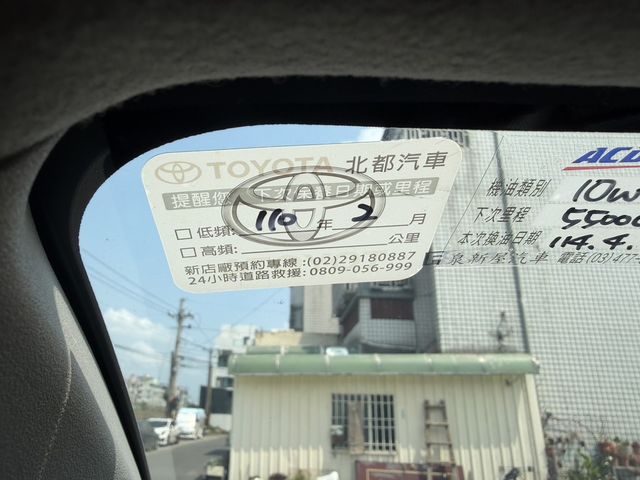 TOYOTA 北都汽車
提醒您 下次保養日期或里程
110 年 2 月
□ 低頻:
□ 高頻: 公里
新店廠預約專線:(02)29180887
24小時道路救援: 0809-056-999
機油類別 10W
下次里程 5500
本次換油日期 114.4.
泉新屋汽車 電話(03)477-